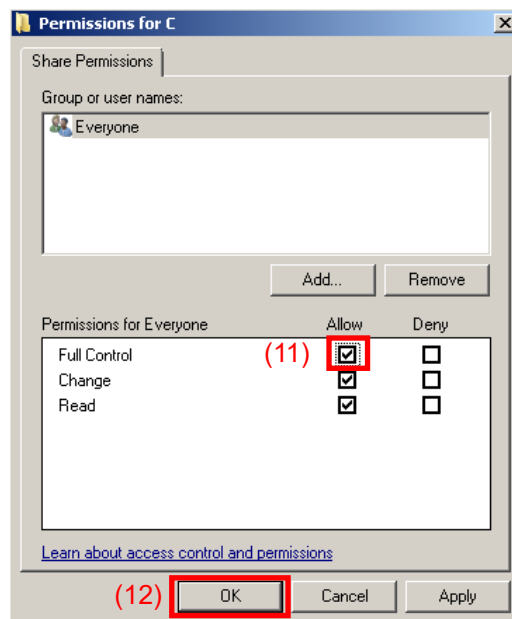 Permissions for C
Share Permissions
Group or user names:
Everyone
Add... Remove
Permissions for Everyone Allow Deny
Full Control (11)
Change
Read
Learn about access control and permissions
(12) OK Cancel Apply